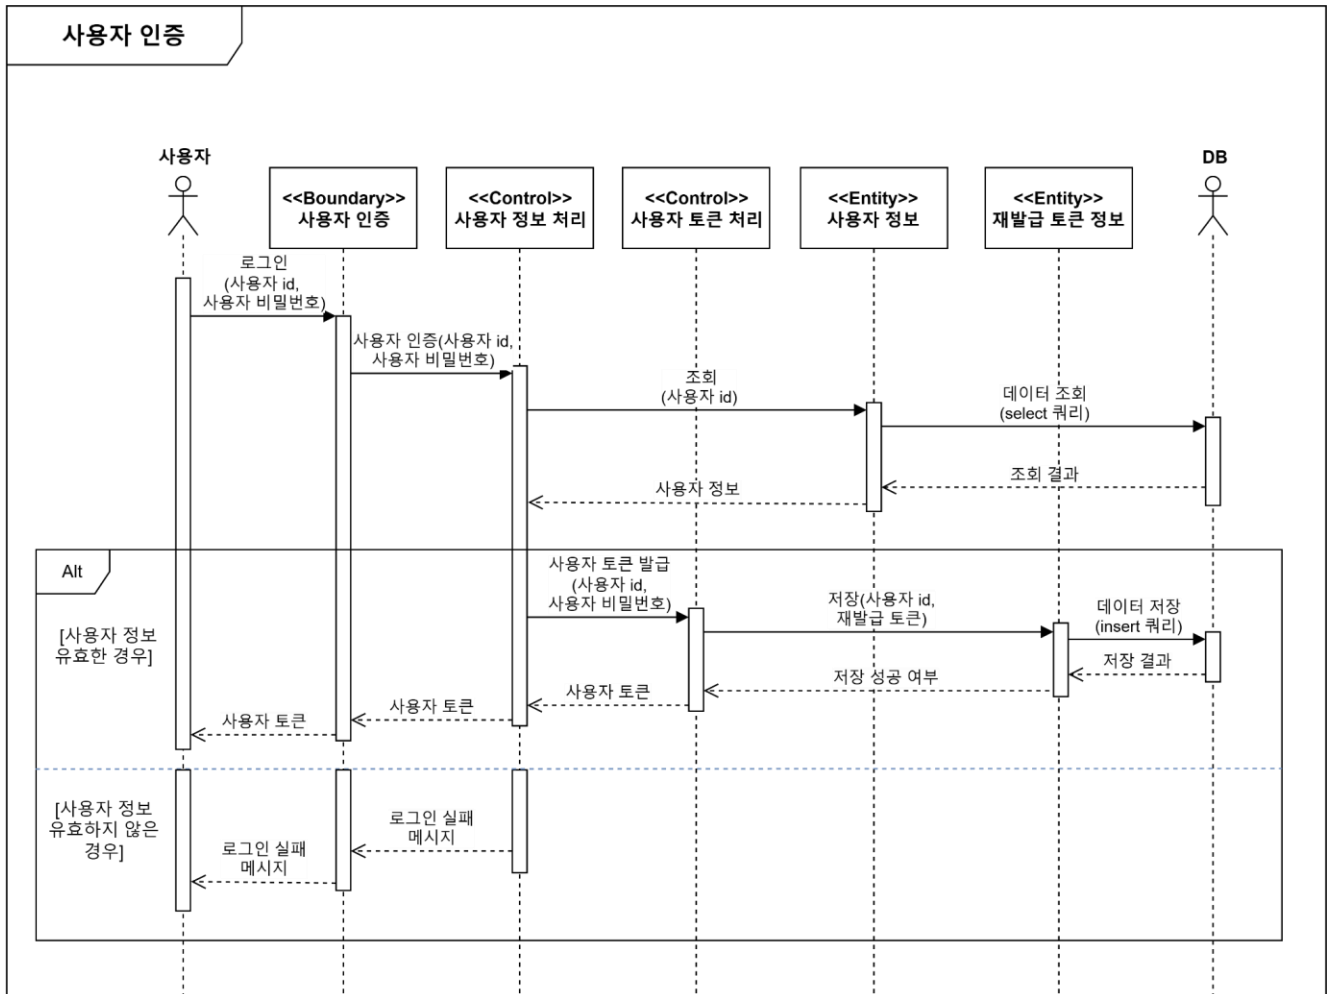 사용자 인증
사용자
<<Boundary>>
사용자 인증
<<Control>>
사용자 정보 처리
<<Control>>
사용자 토큰 처리
<<Entity>>
사용자 정보
<<Entity>>
재발급 토큰 정보
DB
로그인
(사용자 id,
사용자 비밀번호)
사용자 인증(사용자 id,
사용자 비밀번호)
조회
(사용자 id)
데이터 조회
(select 쿼리)
조회 결과
사용자 정보
Alt
[사용자 정보
유효한 경우]
사용자 토큰 발급
(사용자 id,
사용자 비밀번호)
저장(사용자 id,
재발급 토큰)
데이터 저장
(insert 쿼리)
저장 결과
저장 성공 여부
사용자 토큰
사용자 토큰
사용자 토큰
[사용자 정보
유효하지 않은
경우]
로그인 실패
메시지
로그인 실패
메시지